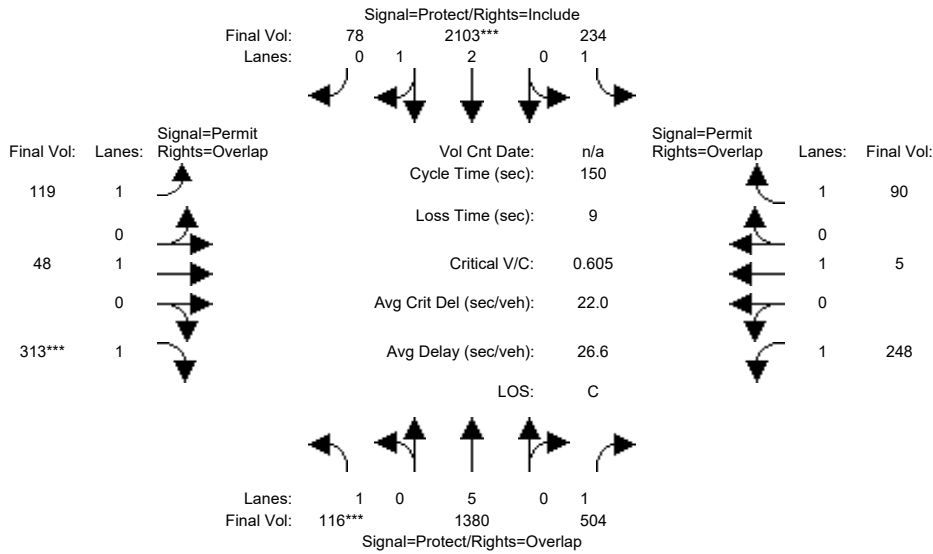 Signal=Protect/Rights=Include
Final Vol: 78 2103*** 234
Lanes: 0 1 2 0 1
Signal=Permit Signal=Permit
Final Vol: Lanes: Rights=Overlap Vol Cnt Date: n/a Rights=Overlap Lanes: Final Vol:
Cycle Time (sec): 150
119 1 1 90
Loss Time (sec): 9
0 0
48 1 Critical V/C: 0.605 1 5
0 Avg Crit Del (sec/veh): 22.0 0
313*** 1 Avg Delay (sec/veh): 26.6 1 248
LOS: C
Lanes: 1 0 5 0 1
Final Vol: 116*** 1380 504
Signal=Protect/Rights=Overlap